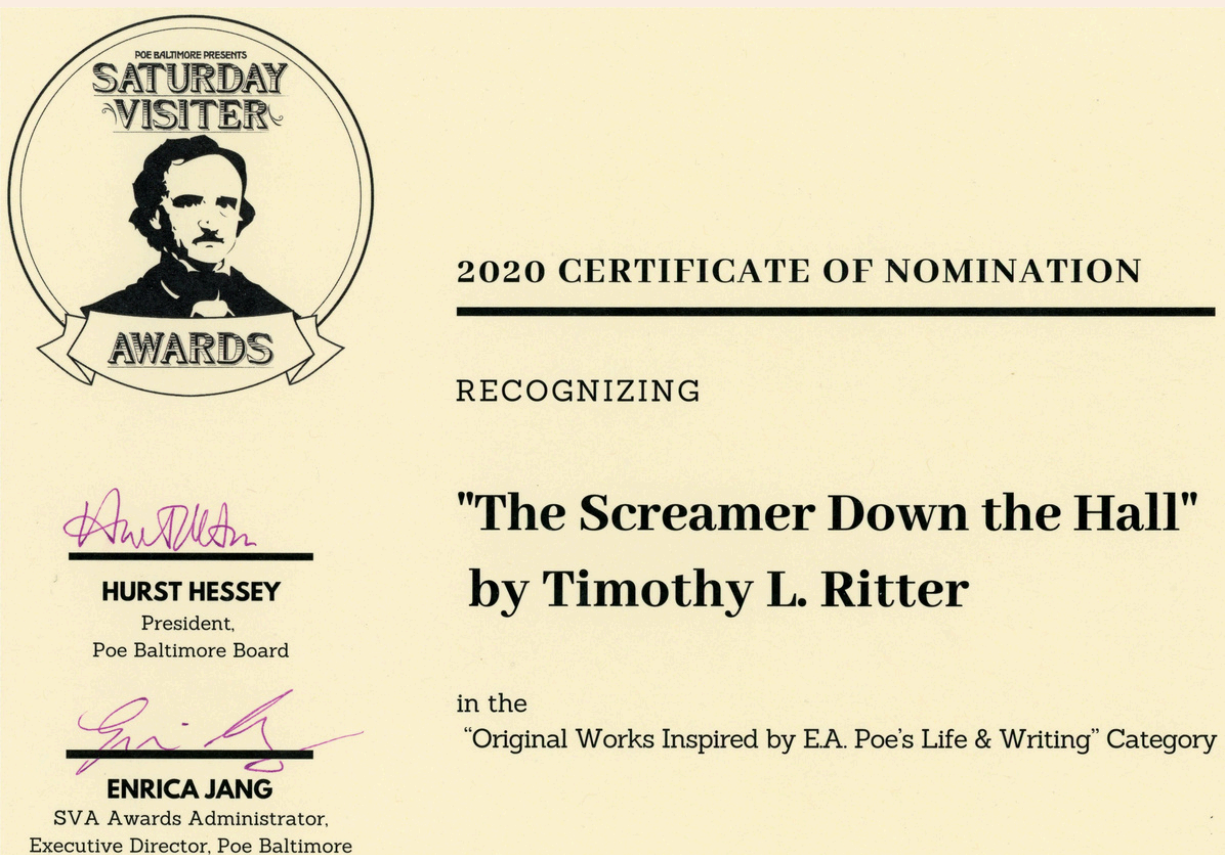 POE BALTIMORE PRESENTS
SATURDAY
VISITER
AWARDS
2020 CERTIFICATE OF NOMINATION
RECOGNIZING
"The Screamer Down the Hall"
by Timothy L. Ritter
in the
“Original Works Inspired by E.A. Poe’s Life & Writing” Category
HURST HESSEY
President,
Poe Baltimore Board
ENRICA JANG
SVA Awards Administrator,
Executive Director, Poe Baltimore